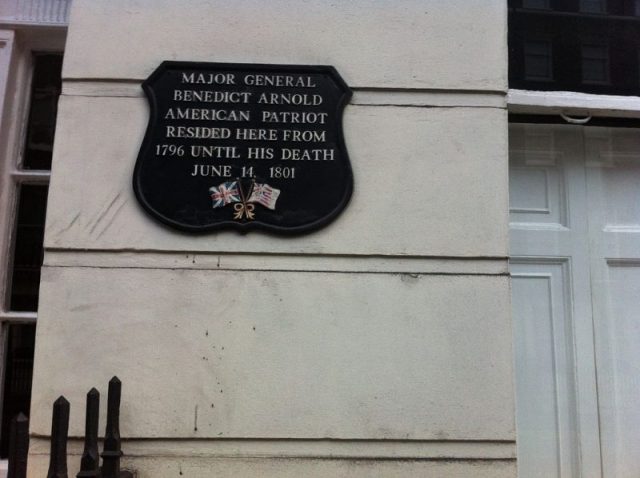 MAJOR GENERAL
BENEDICT ARNOLD
AMERICAN PATRIOT
RESIDED HERE FROM
1796 UNTIL HIS DEATH
JUNE 14, 1801